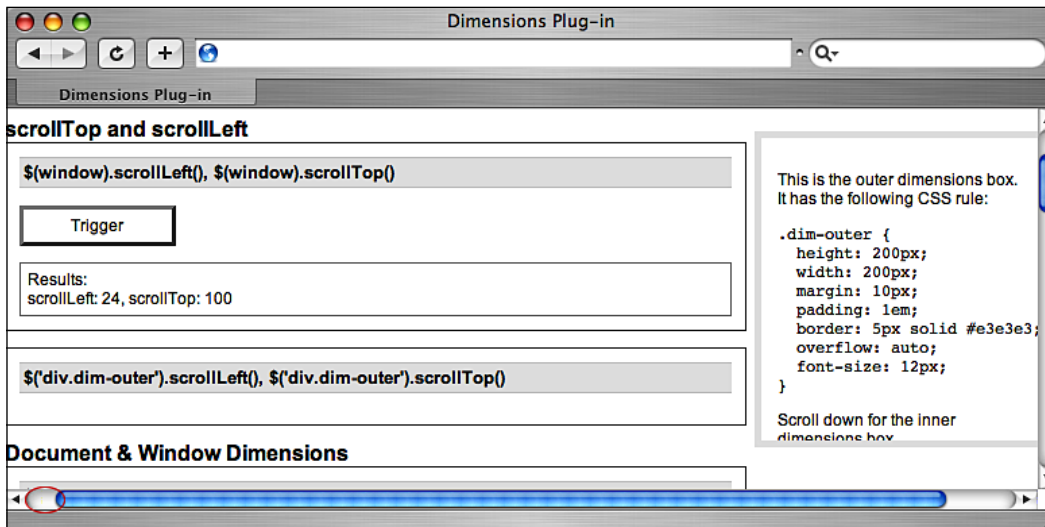 Dimensions Plug-in
Dimensions Plug-in
scrollTop and scrollLeft
$(window).scrollLeft(), $(window).scrollTop()
Trigger
Results:
scrollLeft: 24, scrollTop: 100
$('div.dim-outer').scrollLeft(), $('div.dim-outer').scrollTop()
Document & Window Dimensions
This is the outer dimensions box.
It has the following CSS rule:
.dim-outer {
height: 200px;
width: 200px;
margin: 10px;
padding: 1em;
border: 5px solid #e3e3e3;
overflow: auto;
font-size: 12px;
}
Scroll down for the inner
dimensions box